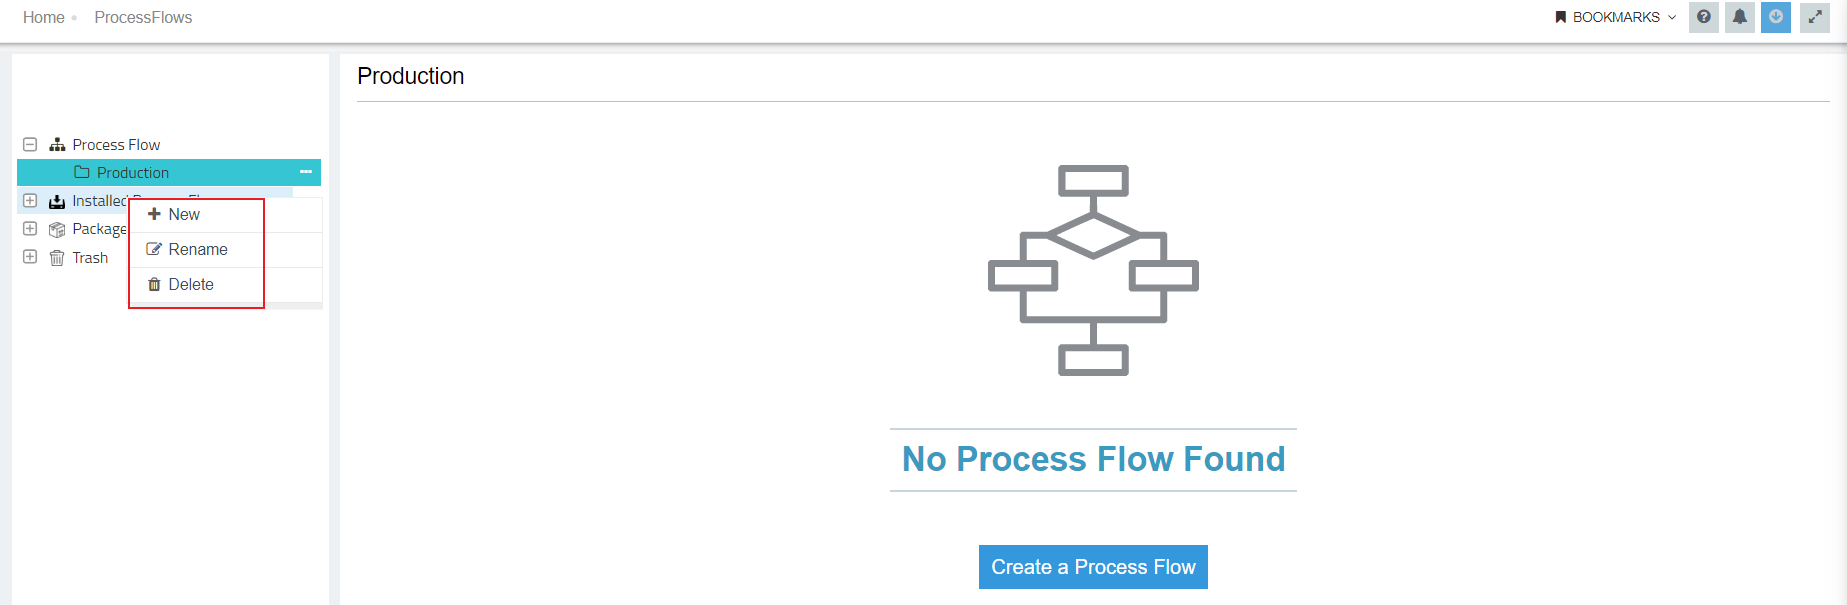 Home ProcessFlows
BOOKMARKS
Production
Process Flow
Production
Installed
Package
Trash
New
Rename
Delete
No Process Flow Found
Create a Process Flow